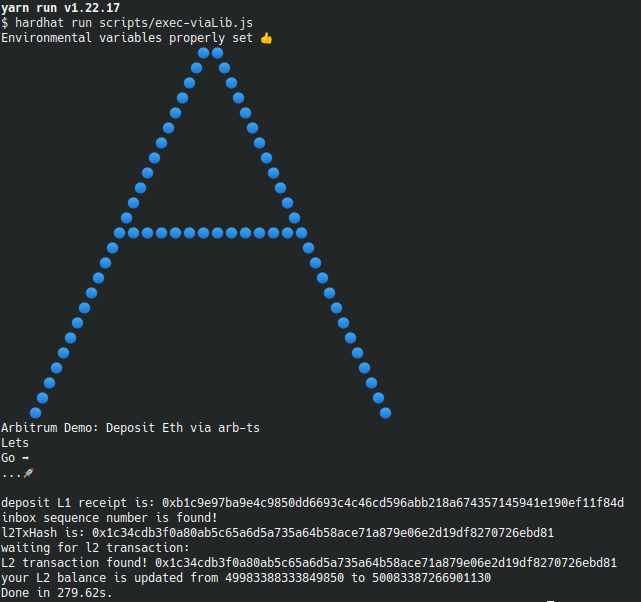 yarn run v1.22.17
$ hardhat run scripts/exec-viaLib.js
Environmental variables properly set 👍
Arbitrum Demo: Deposit Eth via arb-ts
Lets
Go ➡
...🚀
deposit L1 receipt is: 0xb1c9e97ba9e4c9850dd6693c4c46cd596abb218a674357145941e190ef11f84d
inbox sequence number is found!
l2TxHash is: 0x1c34cdb3f0a80ab5c65a6d5a735a64b58ace71a879e06e2d19df8270726ebd81
waiting for l2 transaction:
L2 transaction found! 0x1c34cdb3f0a80ab5c65a6d5a735a64b58ace71a879e06e2d19df8270726ebd81
your L2 balance is updated from 49983388333849850 to 50083387266901130
Done in 279.62s.